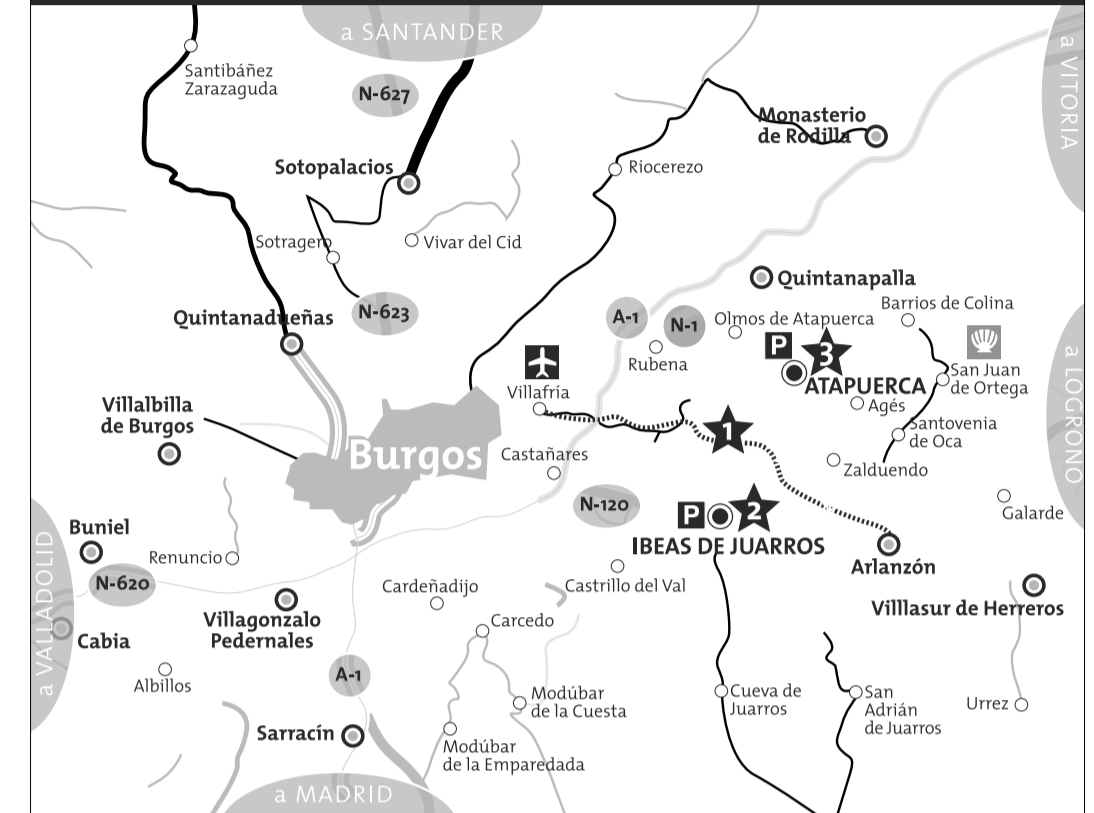 a SANTANDER
a VITORIA
Santibáñez
Zarazaguda
N-627
Monasterio
de Rodilla
Sotopalacios
Riocerezo
Sotragero
Vivar del Cid
Quintanapalla
Barrios de Colina
Quintanadueñas
N-623
A-1
N-1
Olmos de Atapuerca
P
3
Rubena
San Juan
de Ortega
a LOGROÑO
ATAPUERCA
Villafría
Agés
Villalbilla
de Burgos
Santovenia
de Oca
1
Burgos
Castañares
Zalduendo
N-120
P
2
Galarde
IBEAS DE JUARROS
Buniel
Renuncio
Arlanzón
N-620
Castrillo del Val
Cardeñadijo
Villlasur de Herreros
a VALLADOLID
Villagonzalo
Pedernales
Carcedo
Cabia
A-1
Albillos
Modúbar
de la Cuesta
Cueva de
Juarros
San
Adrián
de Juarros
Urrez
Sarracín
Modúbar
de la Emparedada
a MADRID